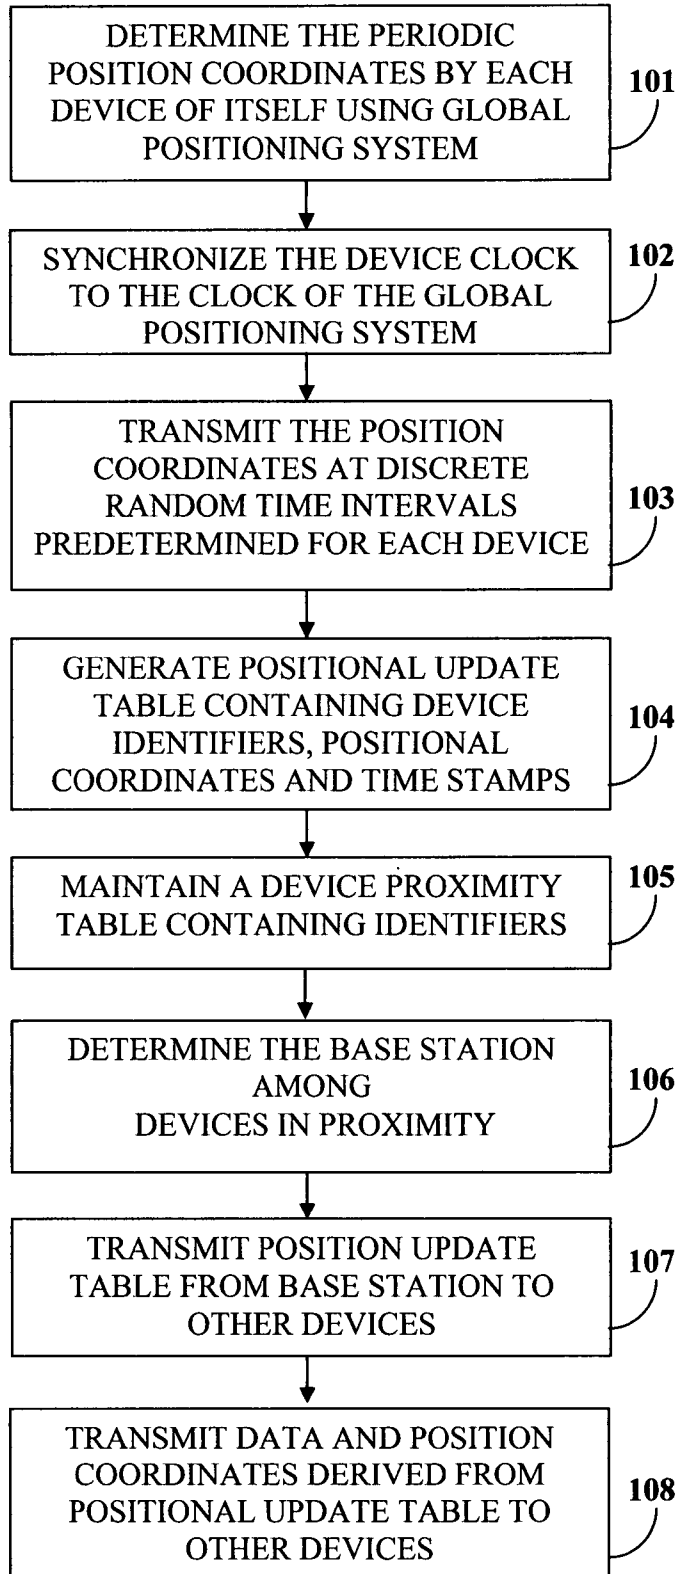 DETERMINE THE PERIODIC
POSITION COORDINATES BY EACH
DEVICE OF ITSELF USING GLOBAL
POSITIONING SYSTEM
101
SYNCHRONIZE THE DEVICE CLOCK
TO THE CLOCK OF THE GLOBAL
POSITIONING SYSTEM
102
TRANSMIT THE POSITION
COORDINATES AT DISCRETE
RANDOM TIME INTERVALS
PREDETERMINED FOR EACH DEVICE
103
GENERATE POSITIONAL UPDATE
TABLE CONTAINING DEVICE
IDENTIFIERS, POSITIONAL
COORDINATES AND TIME STAMPS
104
MAINTAIN A DEVICE PROXIMITY
TABLE CONTAINING IDENTIFIERS
105
DETERMINE THE BASE STATION
AMONG
DEVICES IN PROXIMITY
106
TRANSMIT POSITION UPDATE
TABLE FROM BASE STATION TO
OTHER DEVICES
107
TRANSMIT DATA AND POSITION
COORDINATES DERIVED FROM
POSITIONAL UPDATE TABLE TO
OTHER DEVICES
108